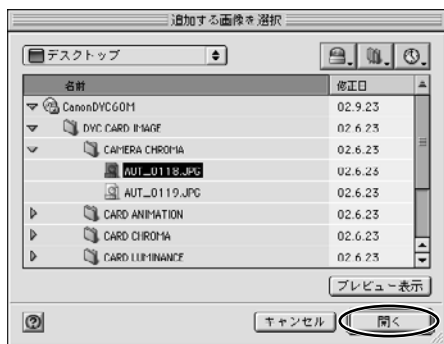 追加する画像を選択
デスクトップ
名前 修正日
CanonDYC60M 02.9.23
DYC CARD IMAGE 02.6.23
CAMERA CHROMA 02.6.23
AUT_0118.JPG 02.6.23
AUT_0119.JPG 02.6.23
CARD ANIMATION 02.6.23
CARD CHROMA 02.6.23
CARD LUMINANCE 02.6.23
プレビュー表示
? キャンセル 開く